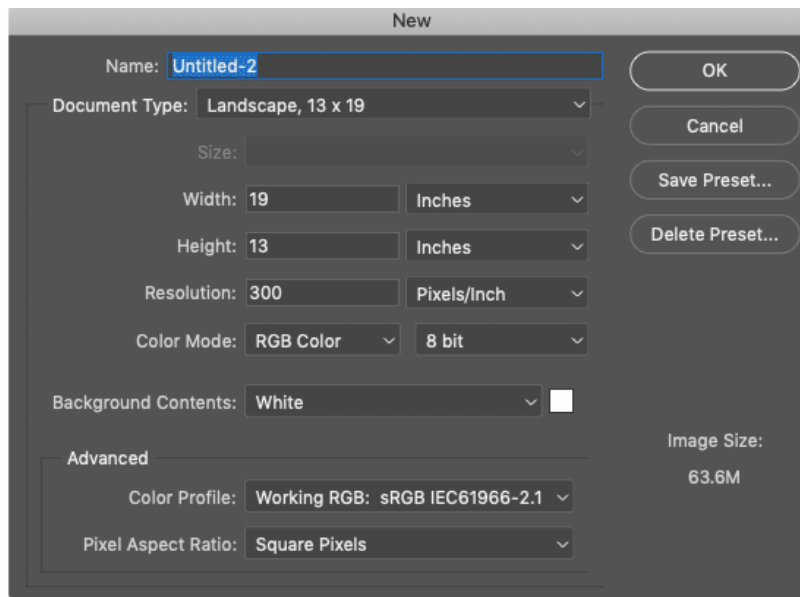 New
Name: Untitled-2
OK
Document Type: Landscape, 13 x 19
Cancel
Size:
Save Preset...
Width: 19 Inches
Delete Preset...
Height: 13 Inches
Resolution: 300 Pixels/Inch
Color Mode: RGB Color 8 bit
Background Contents: White
Image Size:
63.6M
Advanced
Color Profile: Working RGB: sRGB IEC61966-2.1
Pixel Aspect Ratio: Square Pixels